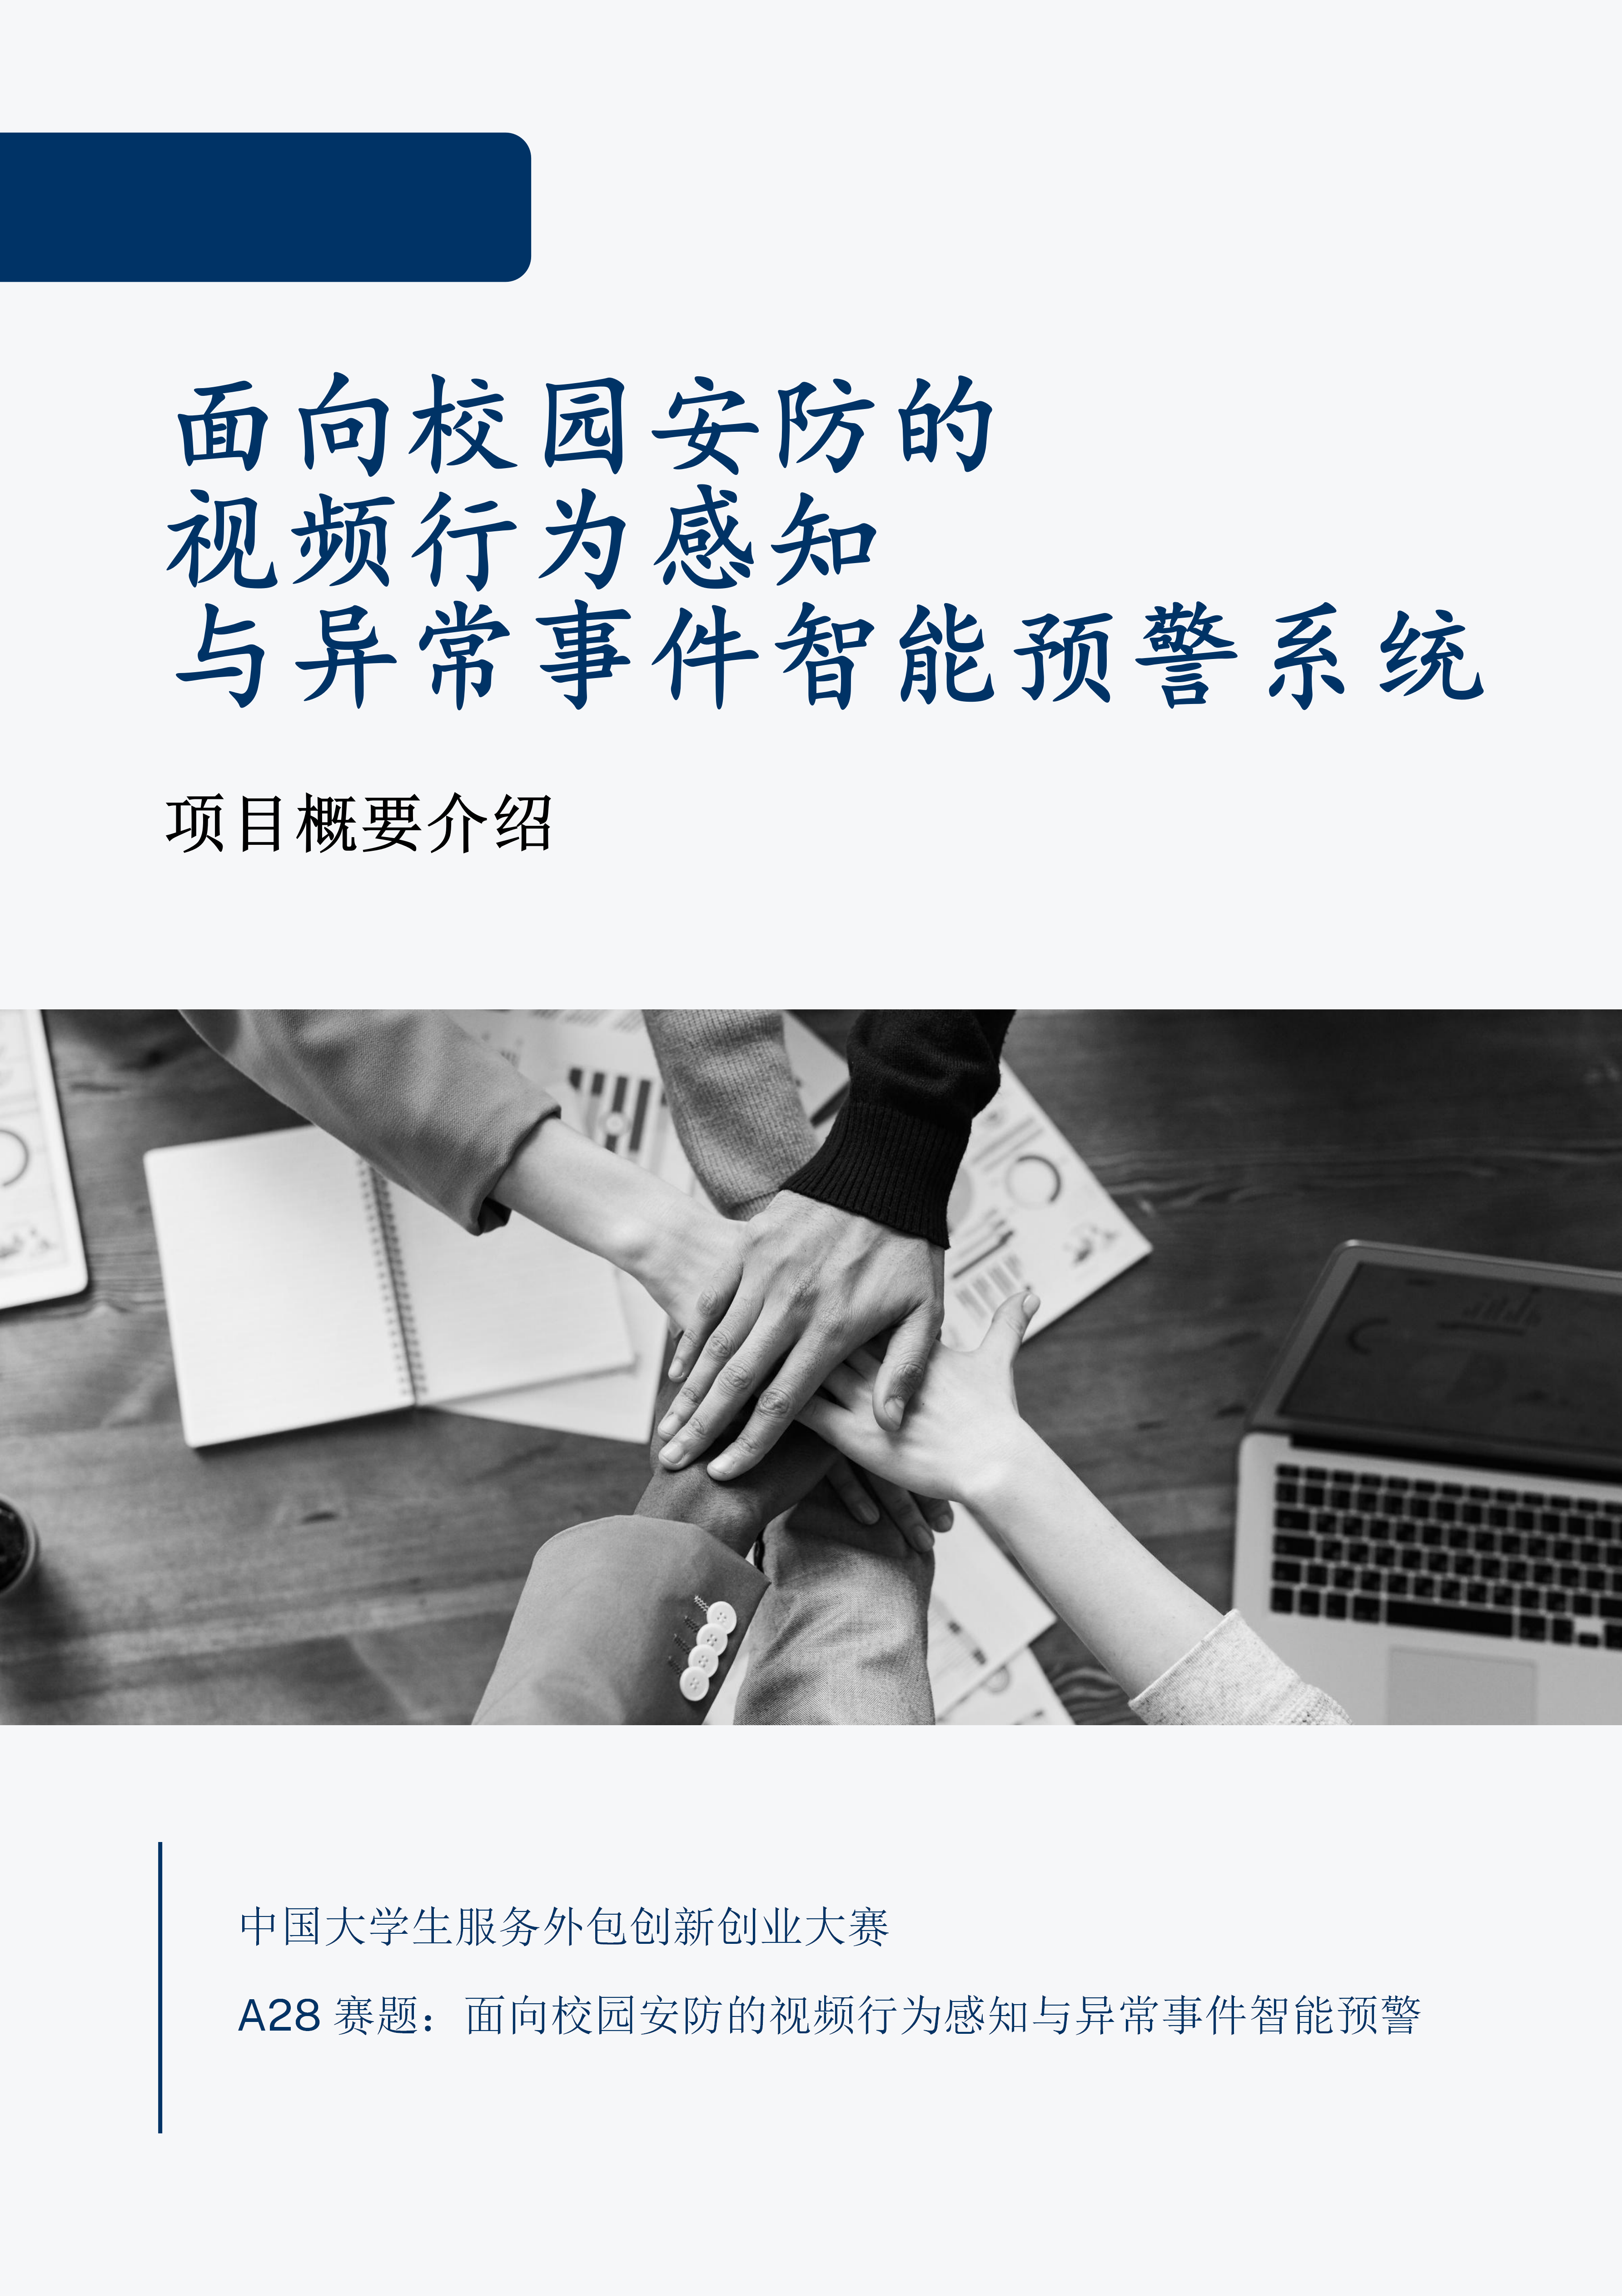 面向校园安防的
视频行为感知
与异常事件智能预警系统
项目概要介绍
中国大学生服务外包创新创业大赛
A28 赛题：面向校园安防的视频行为感知与异常事件智能预警